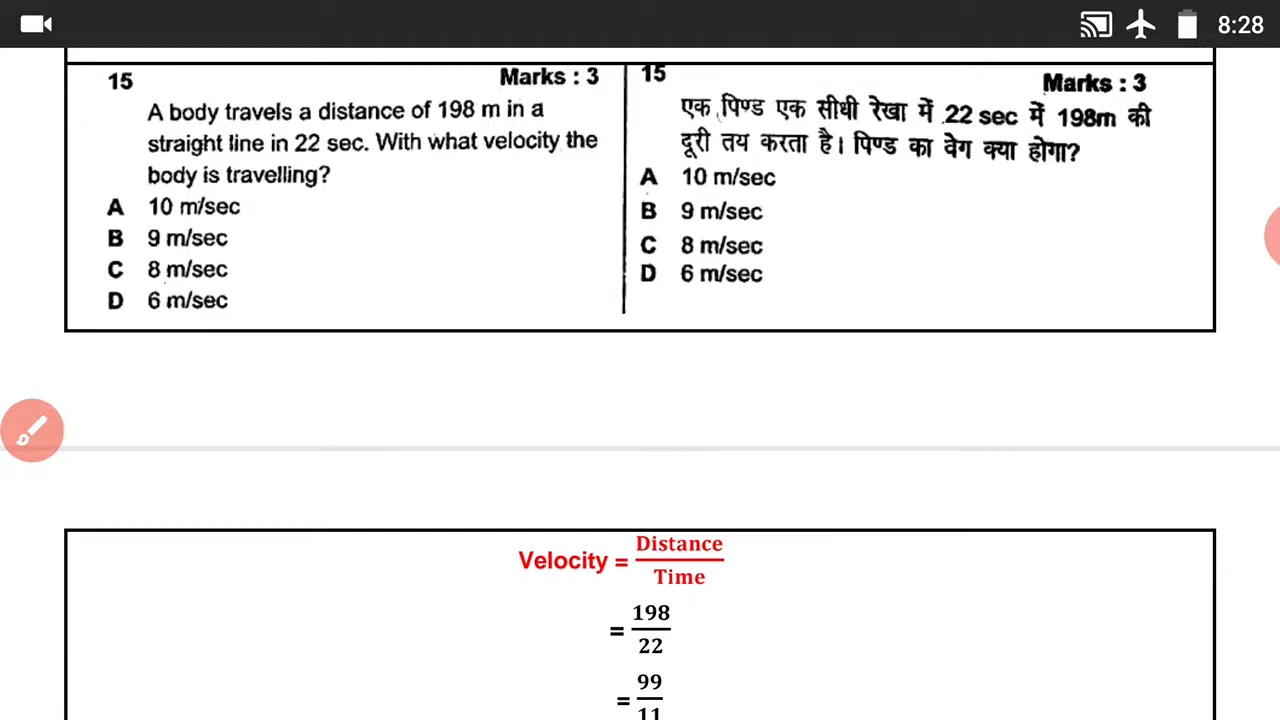 8:28
15
Marks : 3
A body travels a distance of 198 m in a
straight line in 22 sec. With what velocity the
body is travelling?
A 10 m/sec
B 9 m/sec
C 8 m/sec
D 6 m/sec
15
Marks : 3
एक पिण्ड एक सीधी रेखा में 22 sec में 198m की
दूरी तय करता है। पिण्ड का वेग क्या होगा?
A 10 m/sec
B 9 m/sec
C 8 m/sec
D 6 m/sec
Velocity = Distance
Time
= 198
22
= 99
11